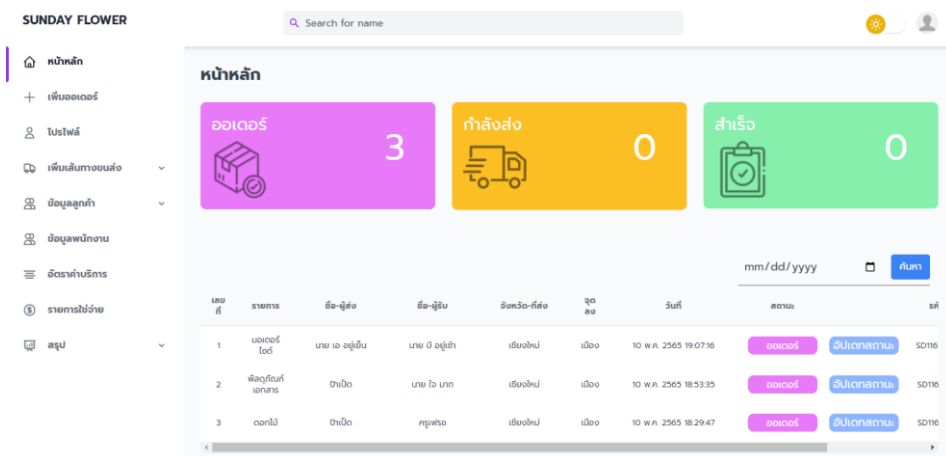 SUNDAY FLOWER
Search for name
หน้าหลัก
เพิ่มออเดอร์
โปรไฟล์
เพิ่มเส้นทางขนส่ง
ข้อมูลลูกค้า
ข้อมูลพนักงาน
อัตราค่าบริการ
รายการใช้จ่าย
สรุป
หน้าหลัก
ออเดอร์ 3
กำลังส่ง 0
สำเร็จ 0
mm/dd/yyyy ค้นหา
เลขที่ รายการ ชื่อ-ผู้ส่ง ชื่อ-ผู้รับ จังหวัด-ที่ส่ง จุดลง วันที่ สถานะ
1 มอเตอร์ไซต์ นาย เอ อยู่เย็น นาย บี อยู่เช้า เชียงใหม่ เมือง 10 พ.ค. 2565 19:07:16 ออเดอร์ อัปเดทสถานะ SD116
2 พัสดุภัณฑ์เอกสาร ป้าเป็ด นาย ใจ มาก เชียงใหม่ เมือง 10 พ.ค. 2565 18:53:35 ออเดอร์ อัปเดทสถานะ SD116
3 ดอกไม้ ป้าเป็ด ครูเฟรช เชียงใหม่ เมือง 10 พ.ค. 2565 18:29:47 ออเดอร์ อัปเดทสถานะ SD116